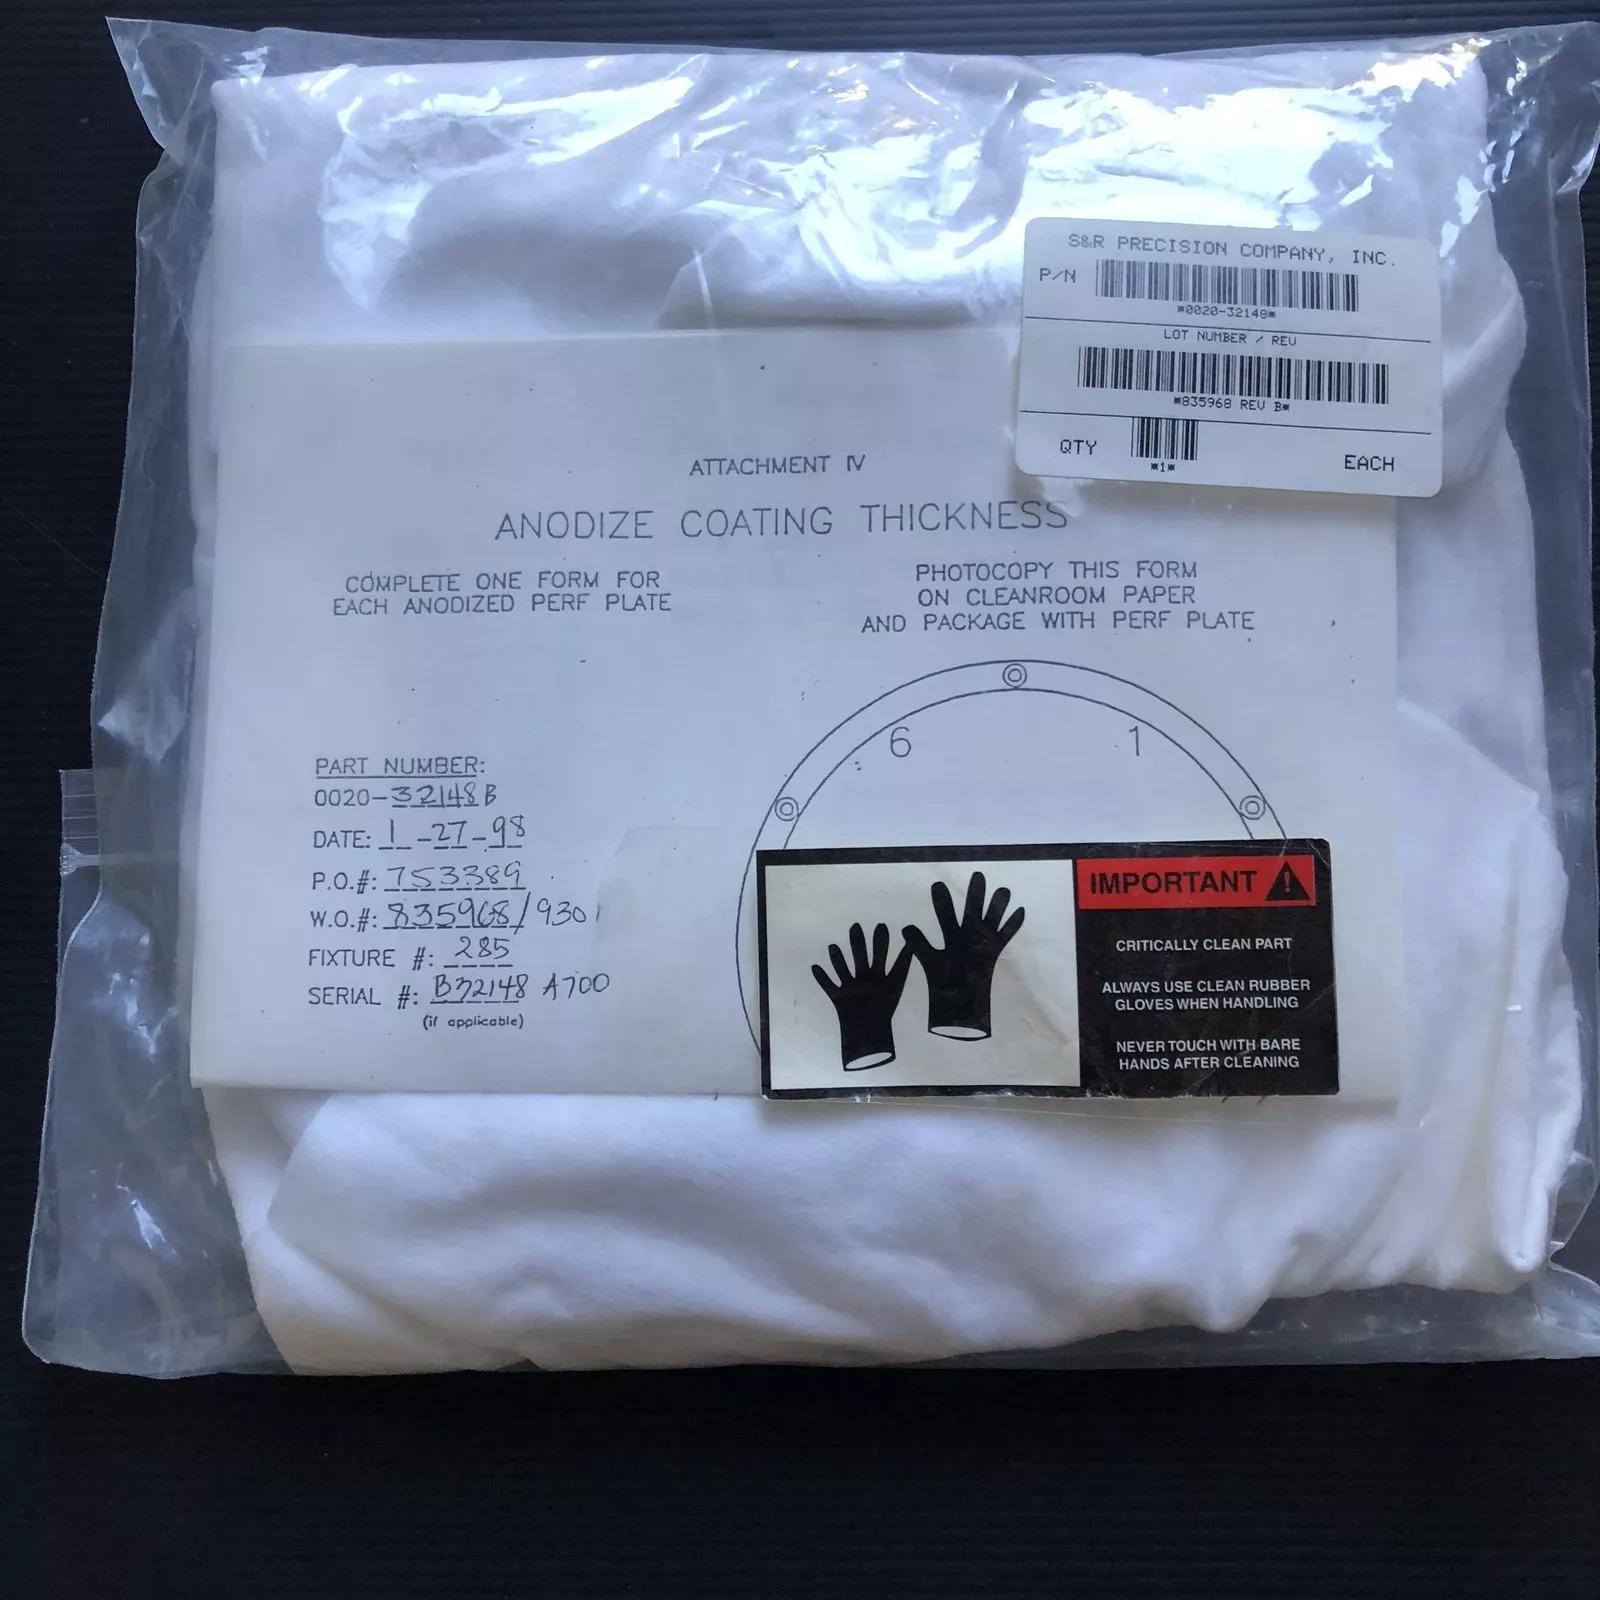 S&R PRECISION COMPANY, INC.
P/N
*0020-32148*
LOT NUMBER / REV
*835968 REV B*
QTY
*1*
EACH
ATTACHMENT IV
ANODIZE COATING THICKNESS
COMPLETE ONE FORM FOR
EACH ANODIZED PERF PLATE
PHOTOCOPY THIS FORM
ON CLEANROOM PAPER
AND PACKAGE WITH PERF PLATE
6
1
PART NUMBER:
0020-32148B
DATE: 1-27-98
P.O.#: 753389
W.O.#: 835968/930
FIXTURE #: 285
SERIAL #: B32148 A700
(if applicable)
IMPORTANT
CRITICALLY CLEAN PART
ALWAYS USE CLEAN RUBBER
GLOVES WHEN HANDLING
NEVER TOUCH WITH BARE
HANDS AFTER CLEANING